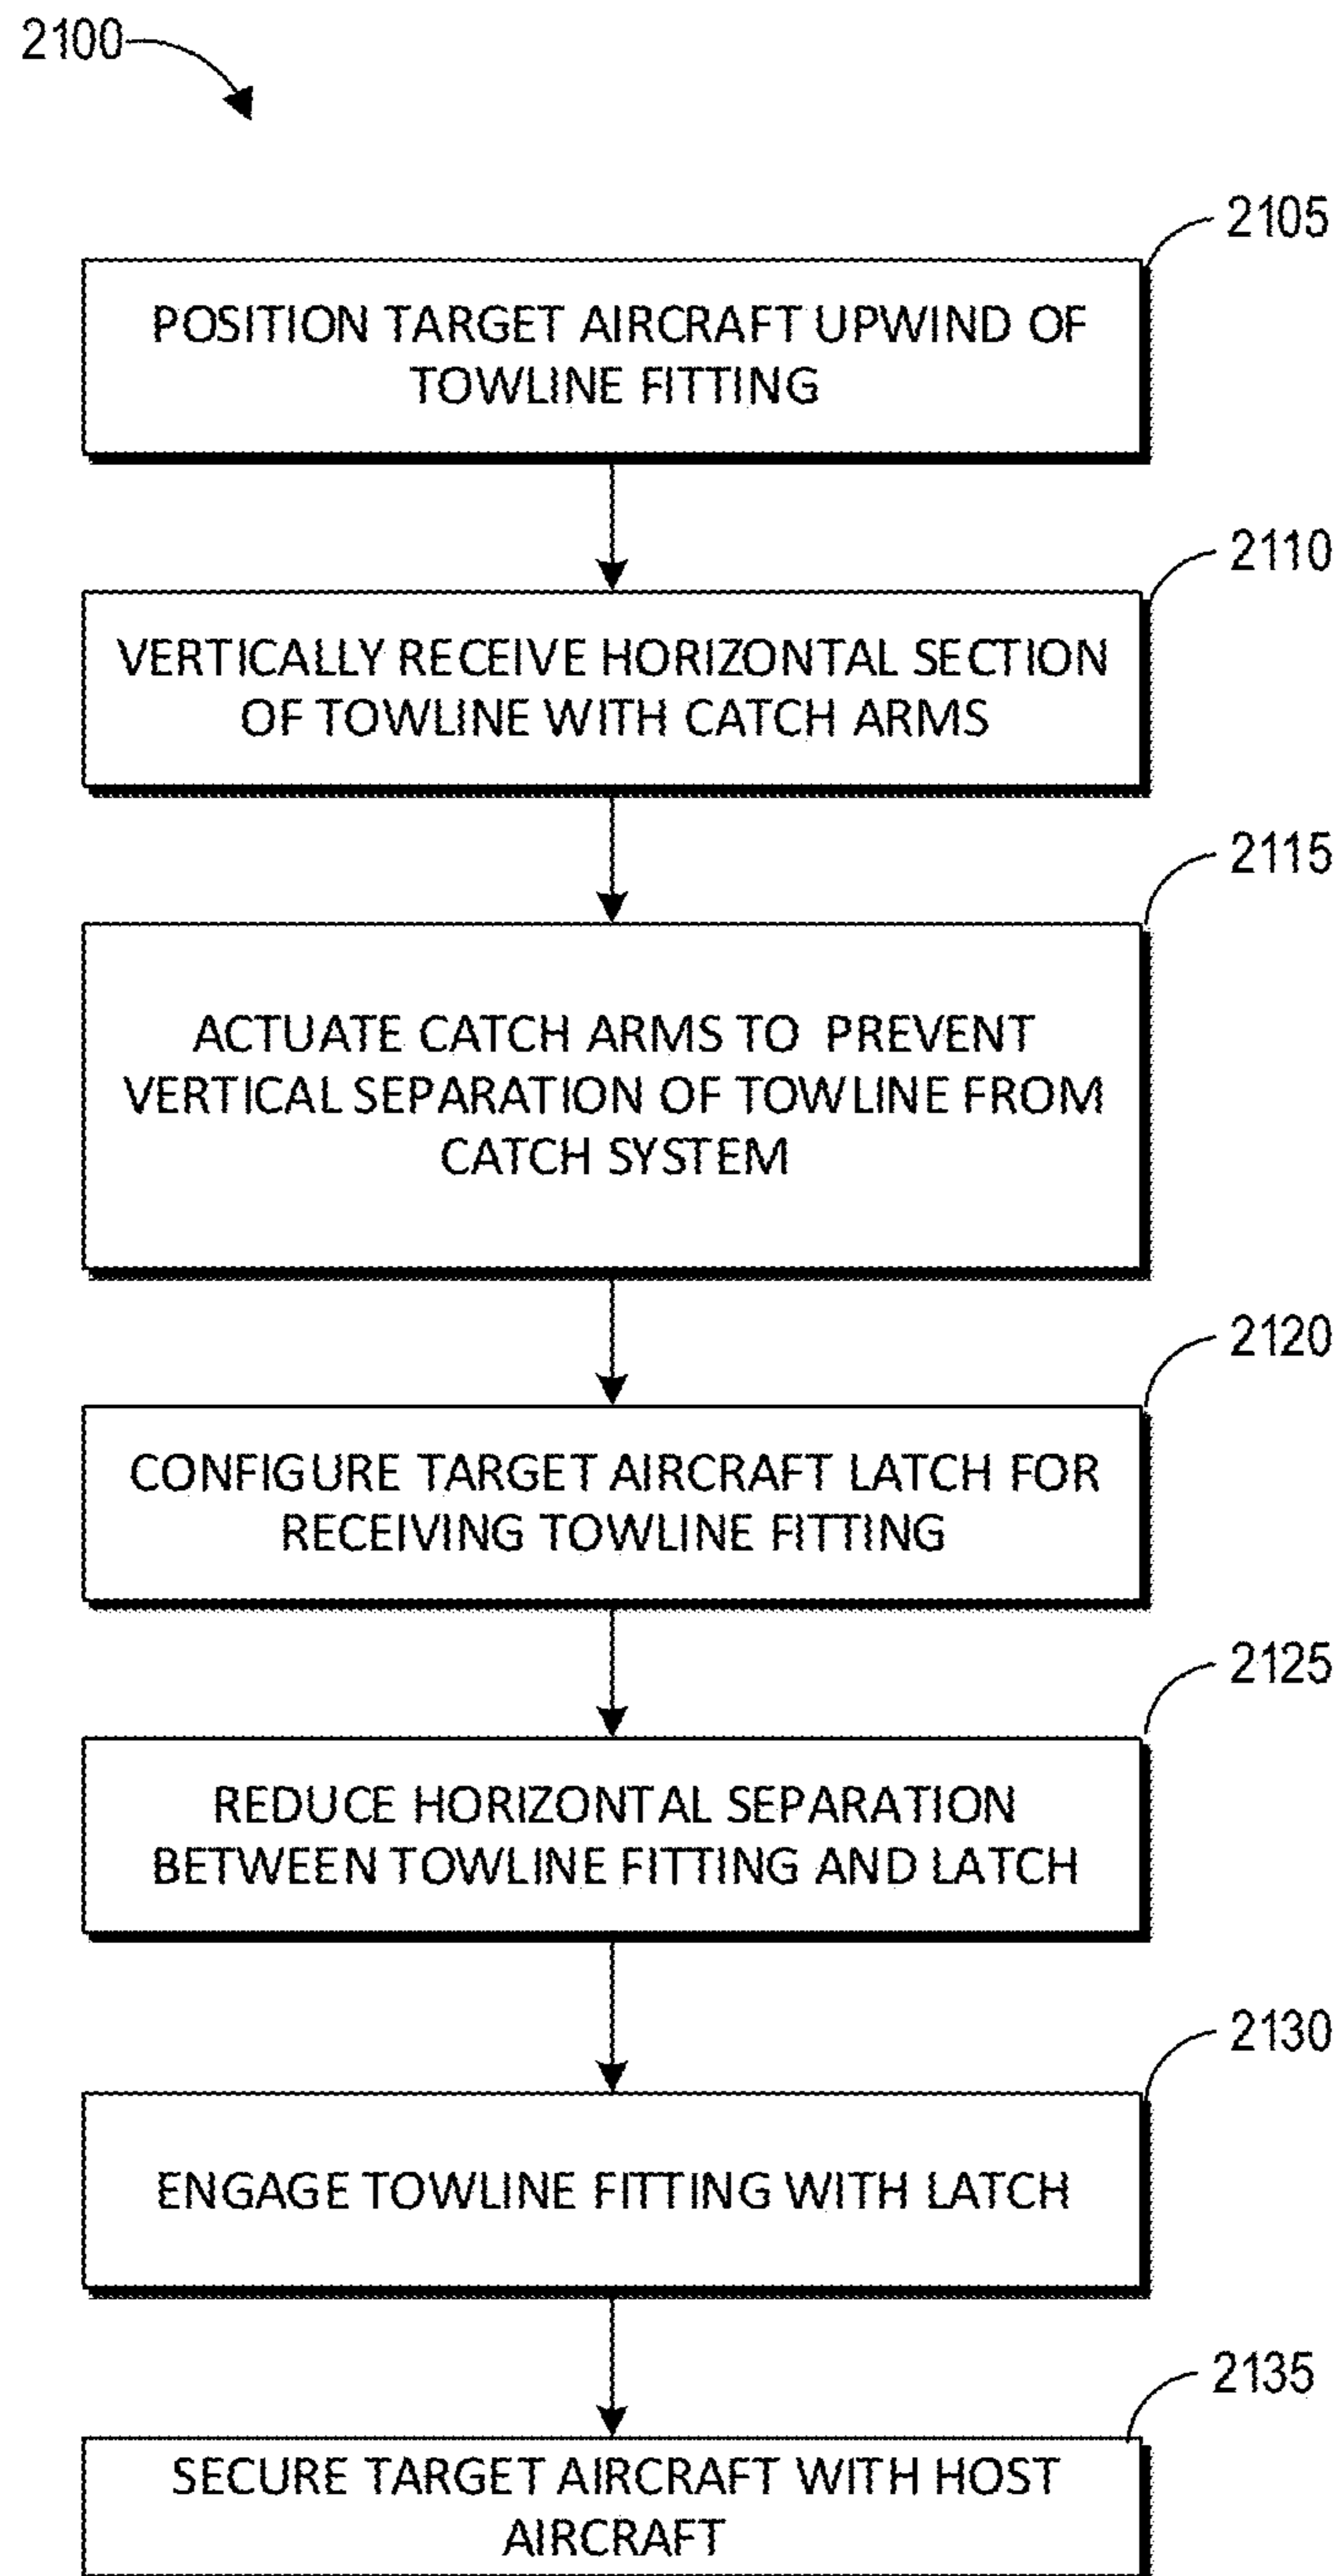 2100
2105
POSITION TARGET AIRCRAFT UPWIND OF
TOWLINE FITTING
2110
VERTICALLY RECEIVE HORIZONTAL SECTION
OF TOWLINE WITH CATCH ARMS
2115
ACTUATE CATCH ARMS TO PREVENT
VERTICAL SEPARATION OF TOWLINE FROM
CATCH SYSTEM
2120
CONFIGURE TARGET AIRCRAFT LATCH FOR
RECEIVING TOWLINE FITTING
2125
REDUCE HORIZONTAL SEPARATION
BETWEEN TOWLINE FITTING AND LATCH
2130
ENGAGE TOWLINE FITTING WITH LATCH
2135
SECURE TARGET AIRCRAFT WITH HOST
AIRCRAFT